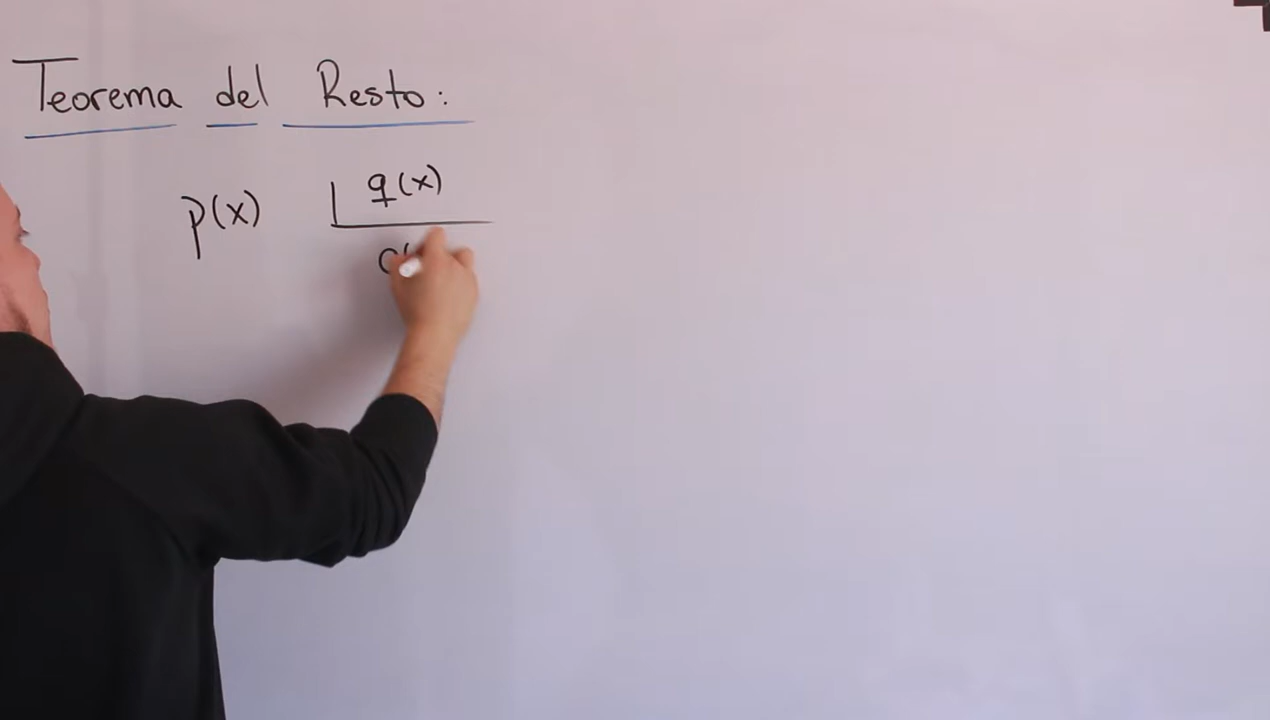 Teorema del Resto:
p(x) q(x)
c(